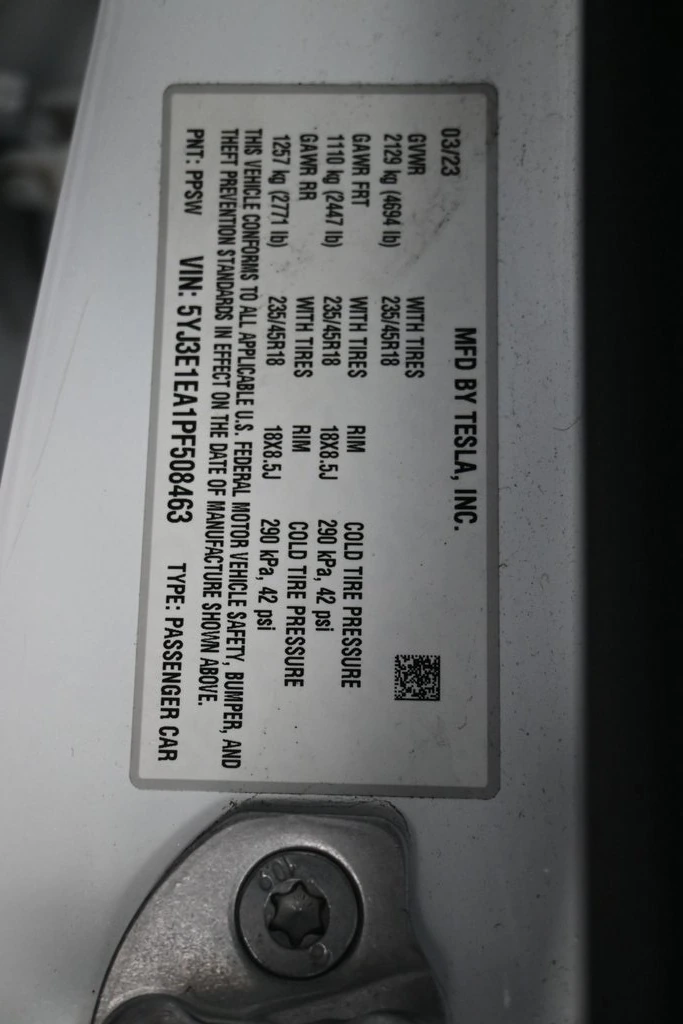 MFD BY TESLA, INC.
03/23
GVWR
2129 kg (4694 lb) WITH TIRES 235/45R18
GAWR FRT WITH TIRES RIM COLD TIRE PRESSURE
1110 kg (2447 lb) 235/45R18 18X8.5J 290 kPa, 42 psi
GAWR RR WITH TIRES RIM COLD TIRE PRESSURE
1257 kg (2771 lb) 235/45R18 18X8.5J 290 kPa, 42 psi
THIS VEHICLE CONFORMS TO ALL APPLICABLE U.S. FEDERAL MOTOR VEHICLE SAFETY, BUMPER, AND
THEFT PREVENTION STANDARDS IN EFFECT ON THE DATE OF MANUFACTURE SHOWN ABOVE.
PNT: PPSW VIN: 5YJ3E1EA1PF508463 TYPE: PASSENGER CAR